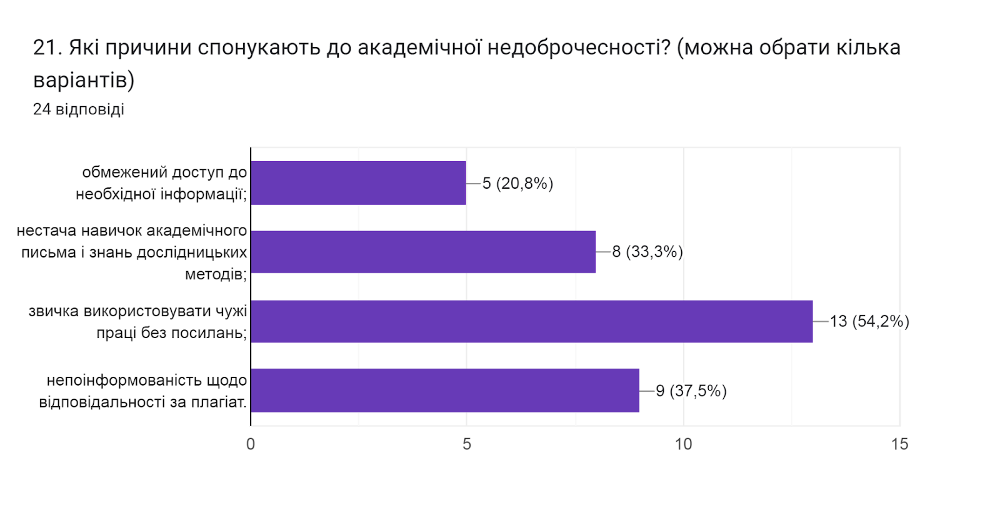 21. Які причини спонукають до академічної недоброчесності? (можна обрати кілька
варіантів)
24 відповіді
обмежений доступ до
необхідної інформації;
5 (20,8%)
нестача навичок академічного
письма і знань дослідницьких
методів;
8 (33,3%)
звичка використовувати чужі
праці без посилань;
13 (54,2%)
непоінформованість щодо
відповідальності за плагіат.
9 (37,5%)
0 5 10 15